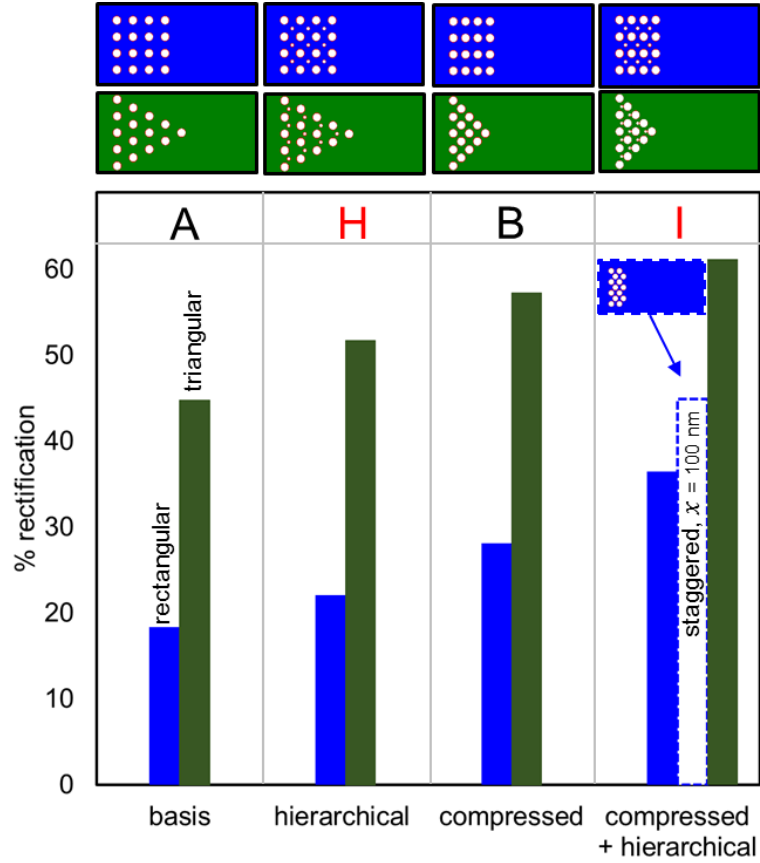 A
H
B
I
% rectification
60
50
40
30
20
10
0
rectangular
triangular
staggered, 𝑥 = 100 nm
basis
hierarchical
compressed
compressed
+ hierarchical